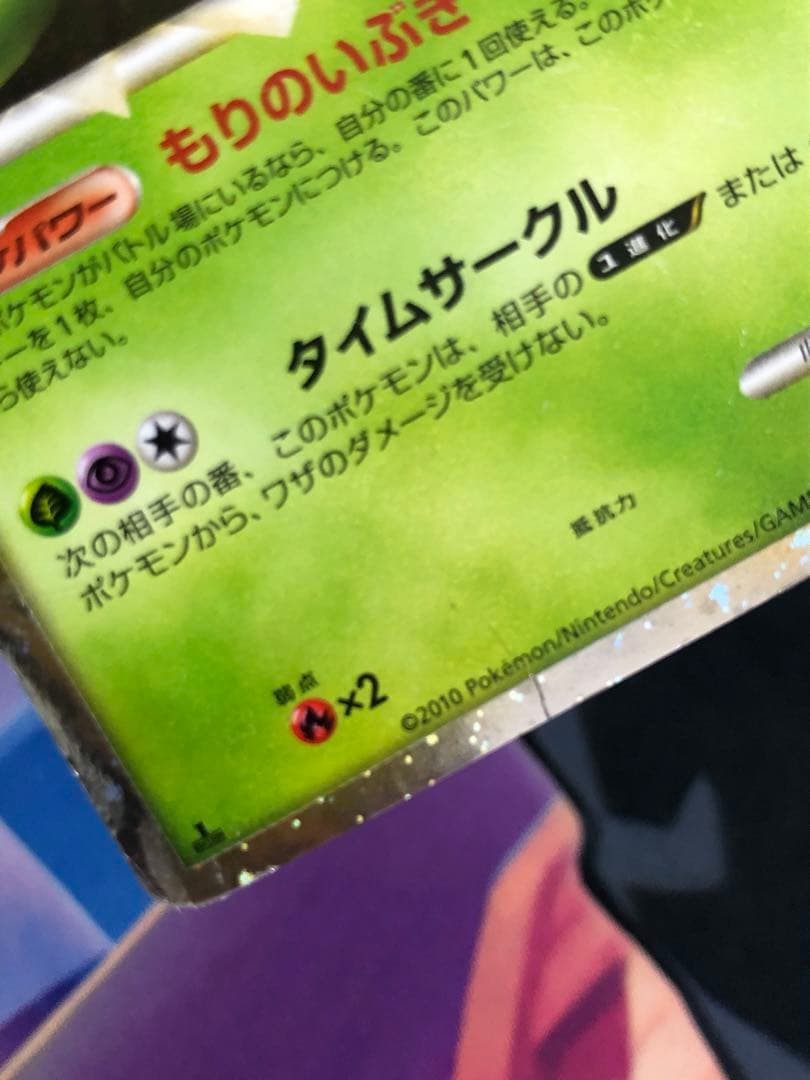 もりのいぶき
パワー
ポケモンがバトル場にいるなら、自分の番に1回使える。
ーを1枚、自分のポケモンにつける。このパワーは、このポケ
ら使えない。
タイムサークル
次の相手の番、このポケモンは、相手の 1進化 または
ポケモンから、ワザのダメージを受けない。
抵抗力
弱点
×2
©2010 Pokémon/Nintendo/Creatures/GAM